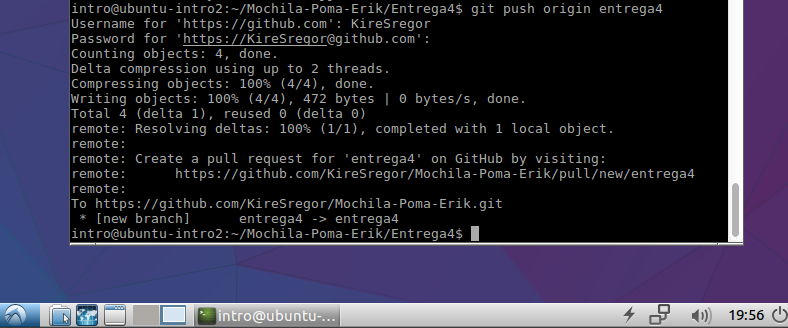 intro@ubuntu-intro2:~/Mochila-Poma-Erik/Entrega4$ git push origin entrega4
Username for 'https://github.com': KireSregor
Password for 'https://KireSregor@github.com':
Counting objects: 4, done.
Delta compression using up to 2 threads.
Compressing objects: 100% (4/4), done.
Writing objects: 100% (4/4), 472 bytes | 0 bytes/s, done.
Total 4 (delta 1), reused 0 (delta 0)
remote: Resolving deltas: 100% (1/1), completed with 1 local object.
remote:
remote: Create a pull request for 'entrega4' on GitHub by visiting:
remote:      https://github.com/KireSregor/Mochila-Poma-Erik/pull/new/entrega4
remote:
To https://github.com/KireSregor/Mochila-Poma-Erik.git
 * [new branch]      entrega4 -> entrega4
intro@ubuntu-intro2:~/Mochila-Poma-Erik/Entrega4$
intro@ubuntu-... 19:56